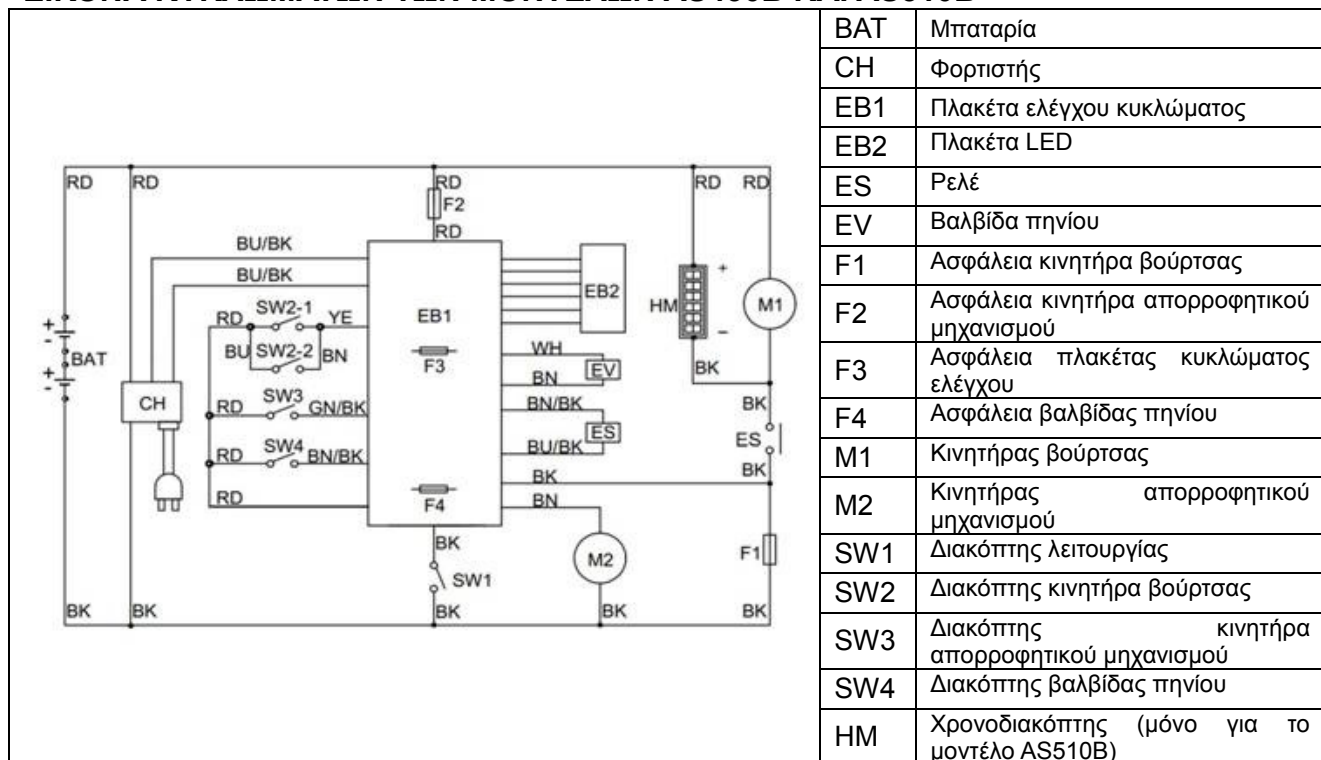 BAT Μπαταρία
CH Φορτιστής
EB1 Πλακέτα ελέγχου κυκλώματος
EB2 Πλακέτα LED
ES Ρελέ
EV Βαλβίδα πηνίου
F1 Ασφάλεια κινητήρα βούρτσας
F2 Ασφάλεια κινητήρα απορροφητικού
μηχανισμού
F3 Ασφάλεια πλακέτας κυκλώματος
ελέγχου
F4 Ασφάλεια βαλβίδας πηνίου
M1 Κινητήρας βούρτσας
M2 Κινητήρας απορροφητικού
μηχανισμού
SW1 Διακόπτης λειτουργίας
SW2 Διακόπτης κινητήρα βούρτσας
SW3 Διακόπτης κινητήρα
απορροφητικού μηχανισμού
SW4 Διακόπτης βαλβίδας πηνίου
HM Χρονοδιακόπτης (μόνο για το
μοντέλο AS510B)
RD RD RD RD RD
F2
RD
BU/BK
BU/BK
SW2-1
RD YE
BU SW2-2 BN
EB1
EB2
HM
+
-
M1
+
-
BAT
+
-
F3
WH
EV
BN
BK
CH
SW3
RD GN/BK
BN/BK
ES
BU/BK
BK
ES
BK
SW4
RD BN/BK
BK
RD
F4
BN
BK
M2
F1
SW1
BK BK BK BK BK